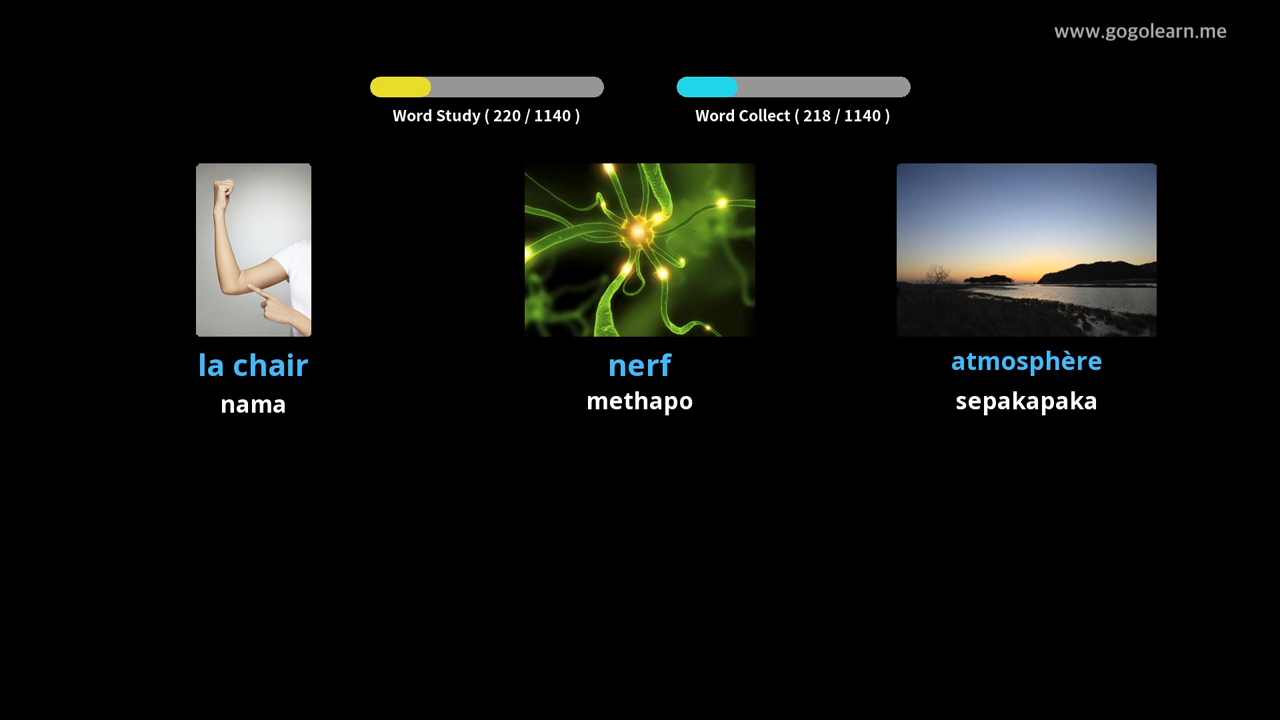 www.gogolearn.me
Word Study ( 220 / 1140 )
Word Collect ( 218 / 1140 )
la chair
nerf
atmosphère
nama
methapo
sepakapaka